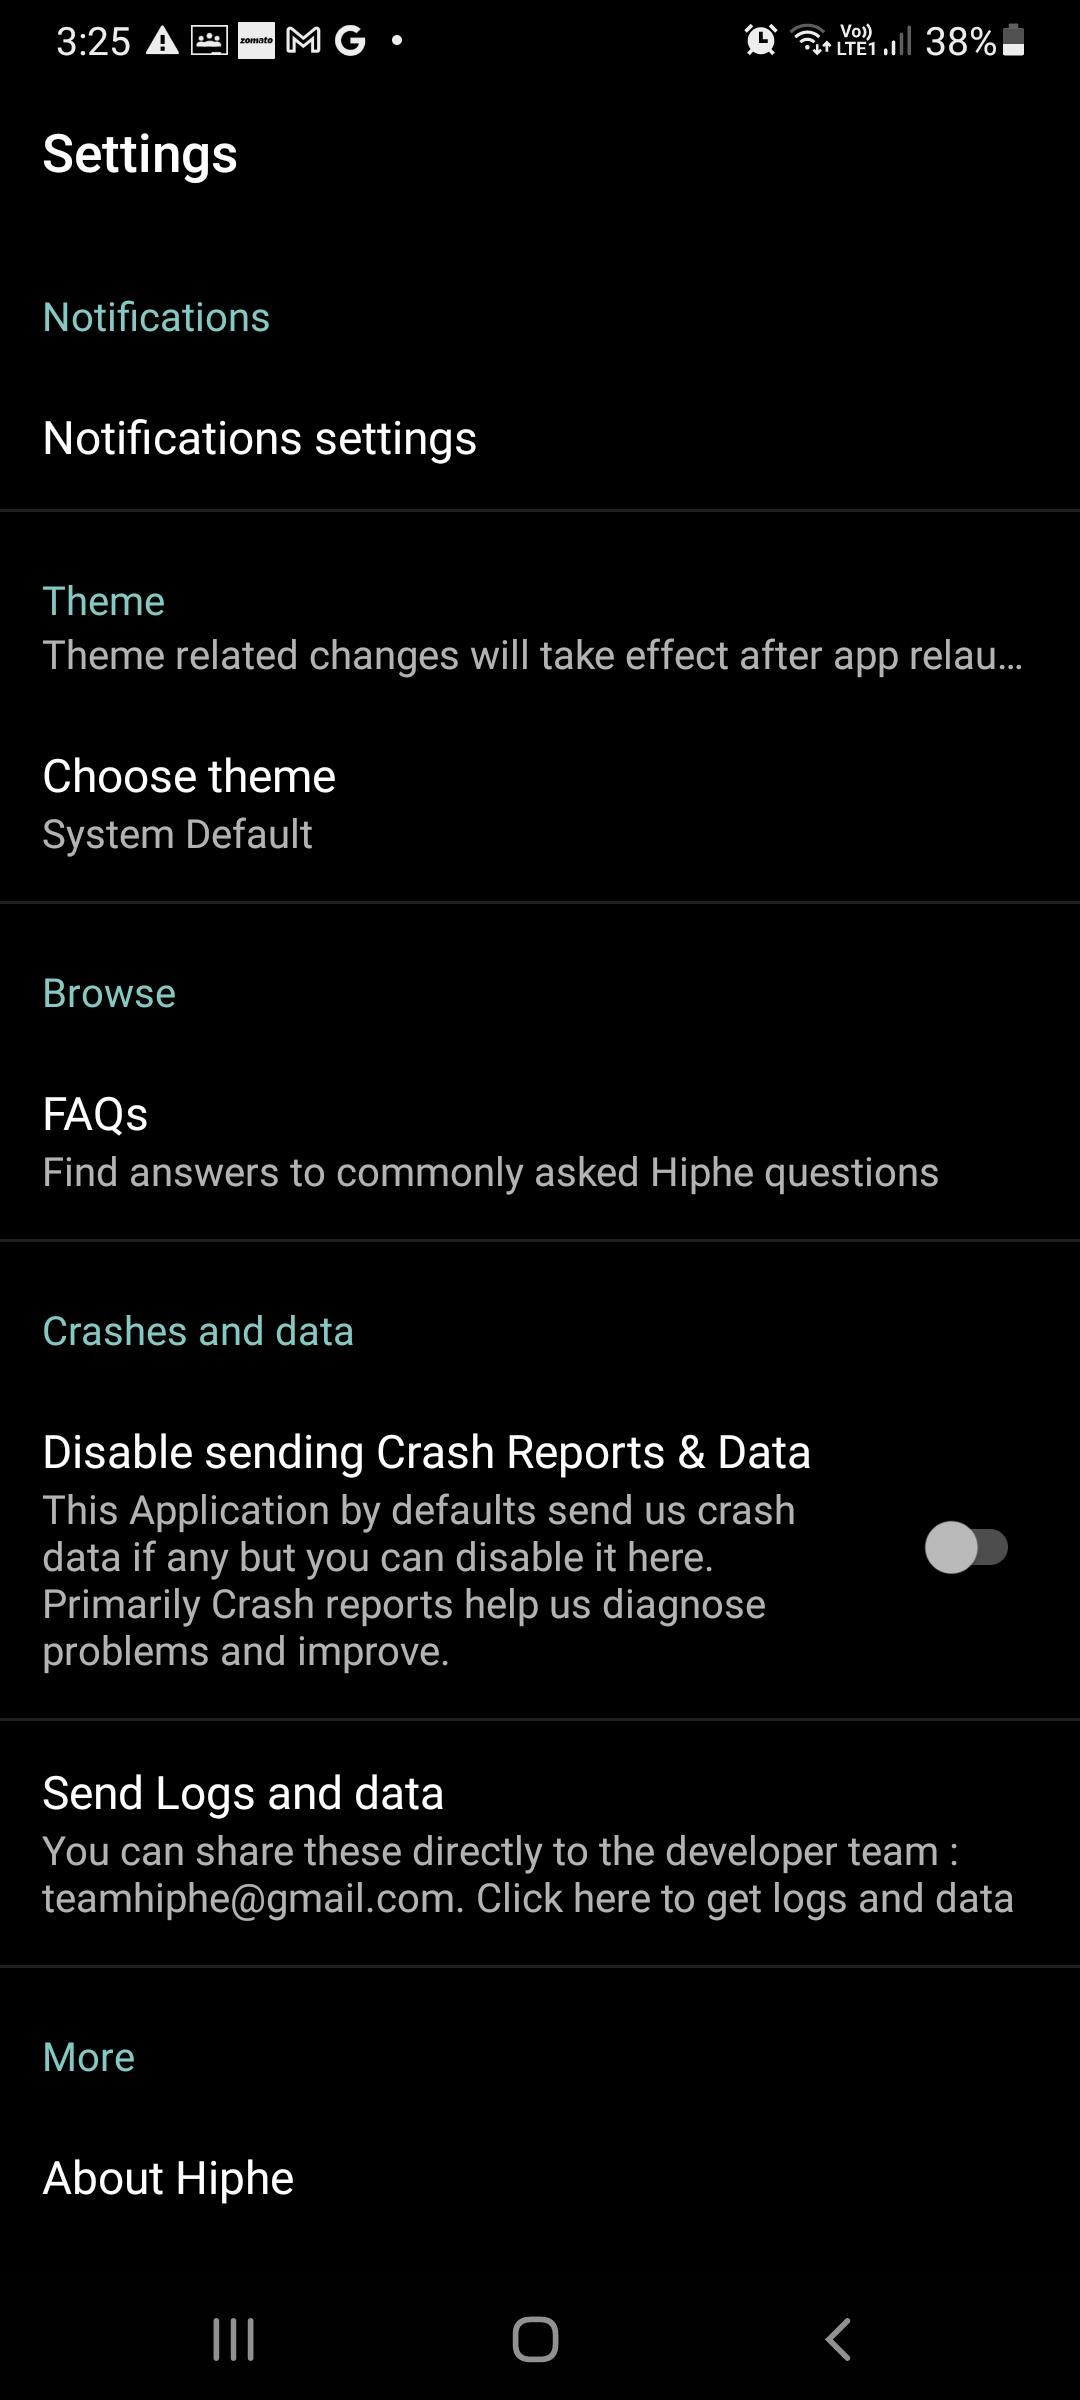 3:25 zomato Vo)) LTE1 38%
Settings
Notifications
Notifications settings
Theme
Theme related changes will take effect after app relau...
Choose theme
System Default
Browse
FAQs
Find answers to commonly asked Hiphe questions
Crashes and data
Disable sending Crash Reports & Data
This Application by defaults send us crash
data if any but you can disable it here.
Primarily Crash reports help us diagnose
problems and improve.
Send Logs and data
You can share these directly to the developer team :
teamhiphe@gmail.com. Click here to get logs and data
More
About Hiphe